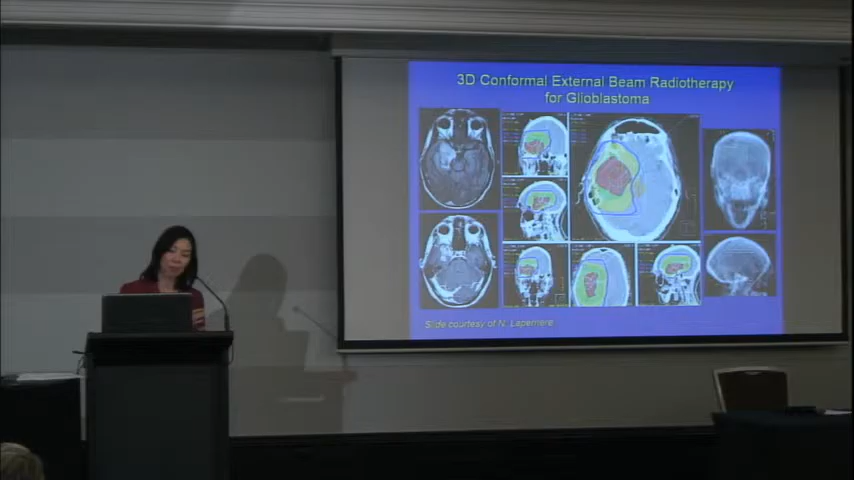 3D Conformal External Beam Radiotherapy
for Glioblastoma
Slide courtesy of N. Laperriere